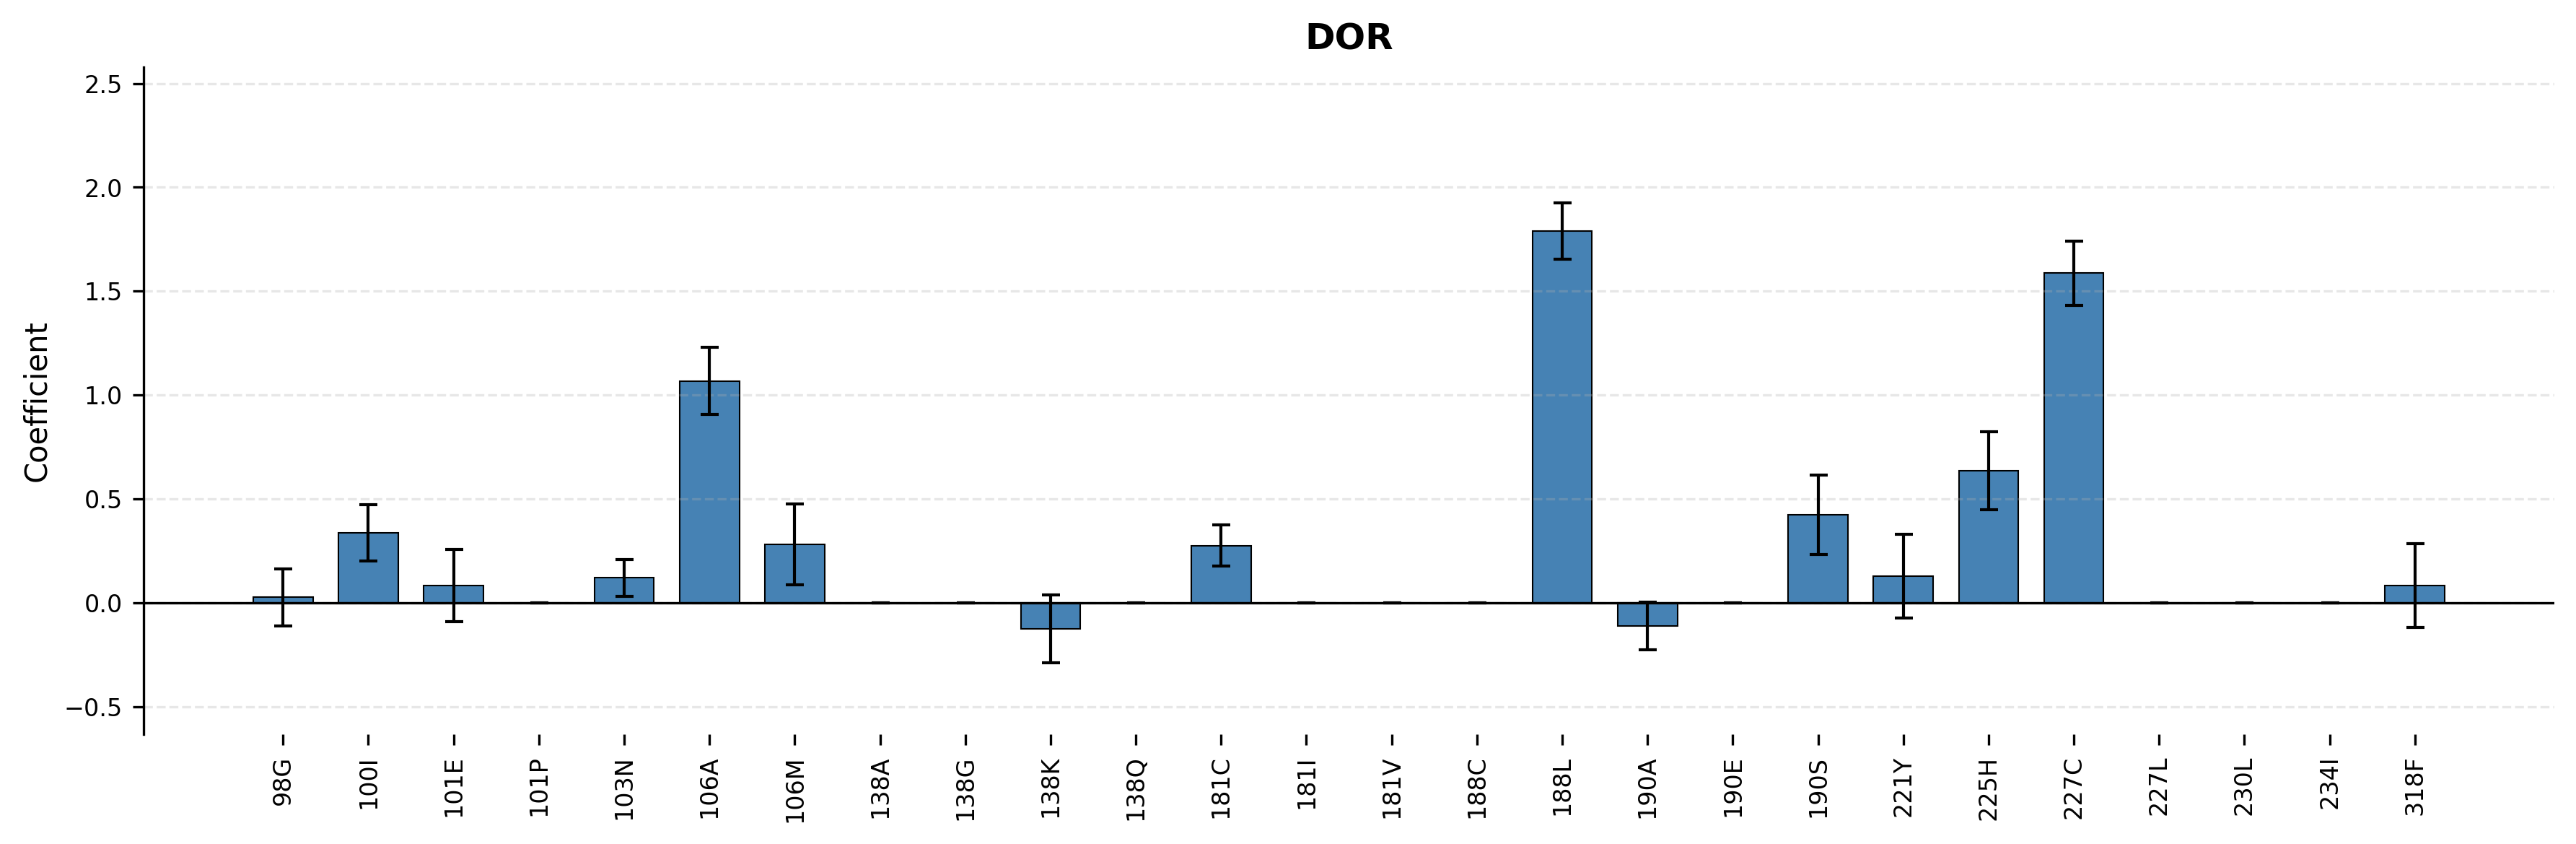 DOR
Coefficient
2.5
2.0
1.5
1.0
0.5
0.0
−0.5
98G
100I
101E
101P
103N
106A
106M
138A
138G
138K
138Q
181C
181I
181V
188C
188L
190A
190E
190S
221Y
225H
227C
227L
230L
234I
318F